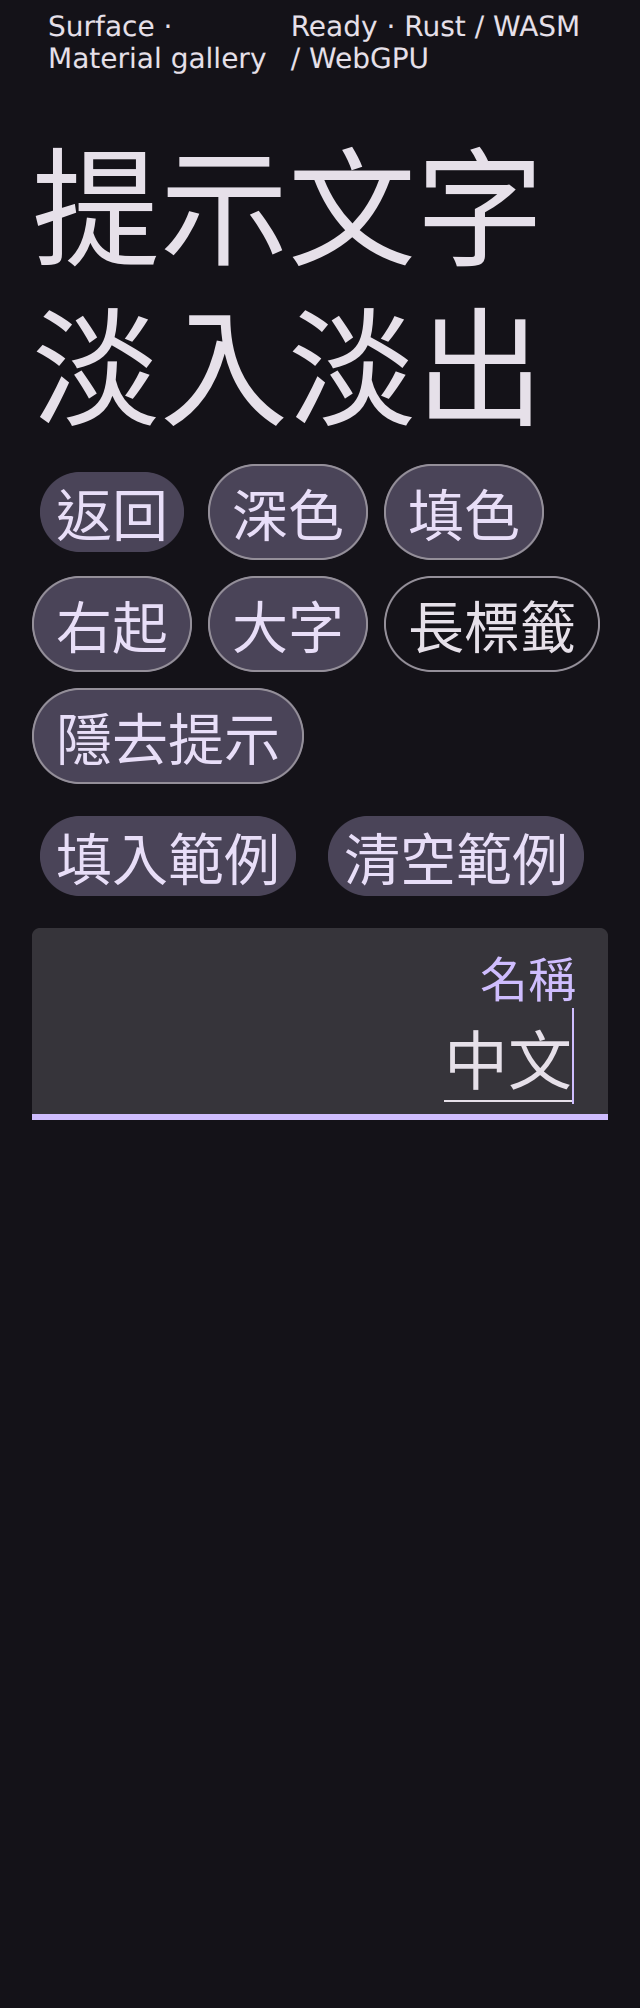 Surface ·
Material gallery
Ready · Rust / WASM
/ WebGPU
提示文字
淡入淡出
返回 深色 填色
右起 大字 長標籤
隱去提示
填入範例 清空範例
名稱
中文